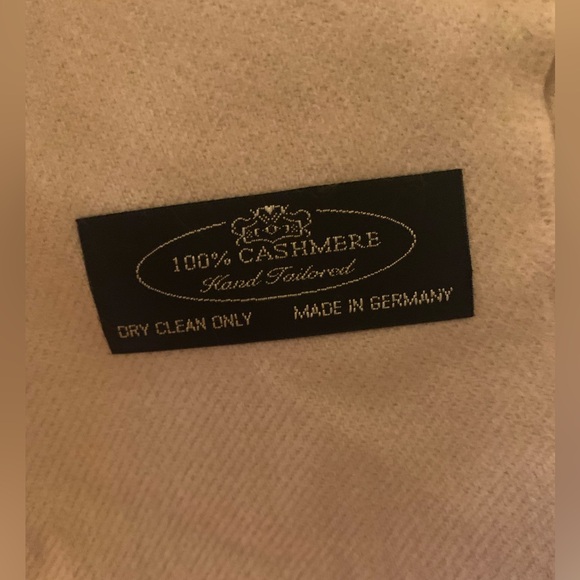 100% CASHMERE
Hand Tailored
DRY CLEAN ONLY
MADE IN GERMANY